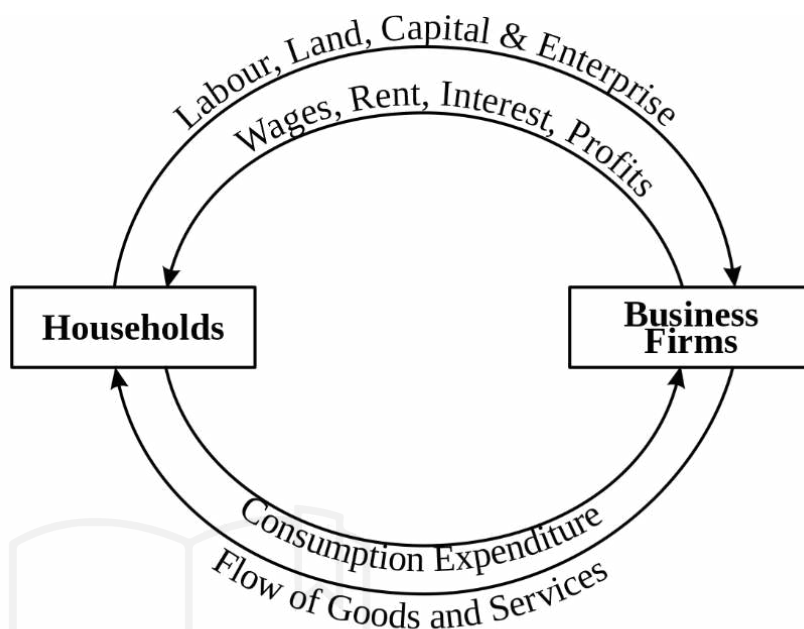 Labour, Land, Capital & Enterprise
Wages, Rent, Interest, Profits
Households
Business
Firms
Consumption Expenditure
Flow of Goods and Services